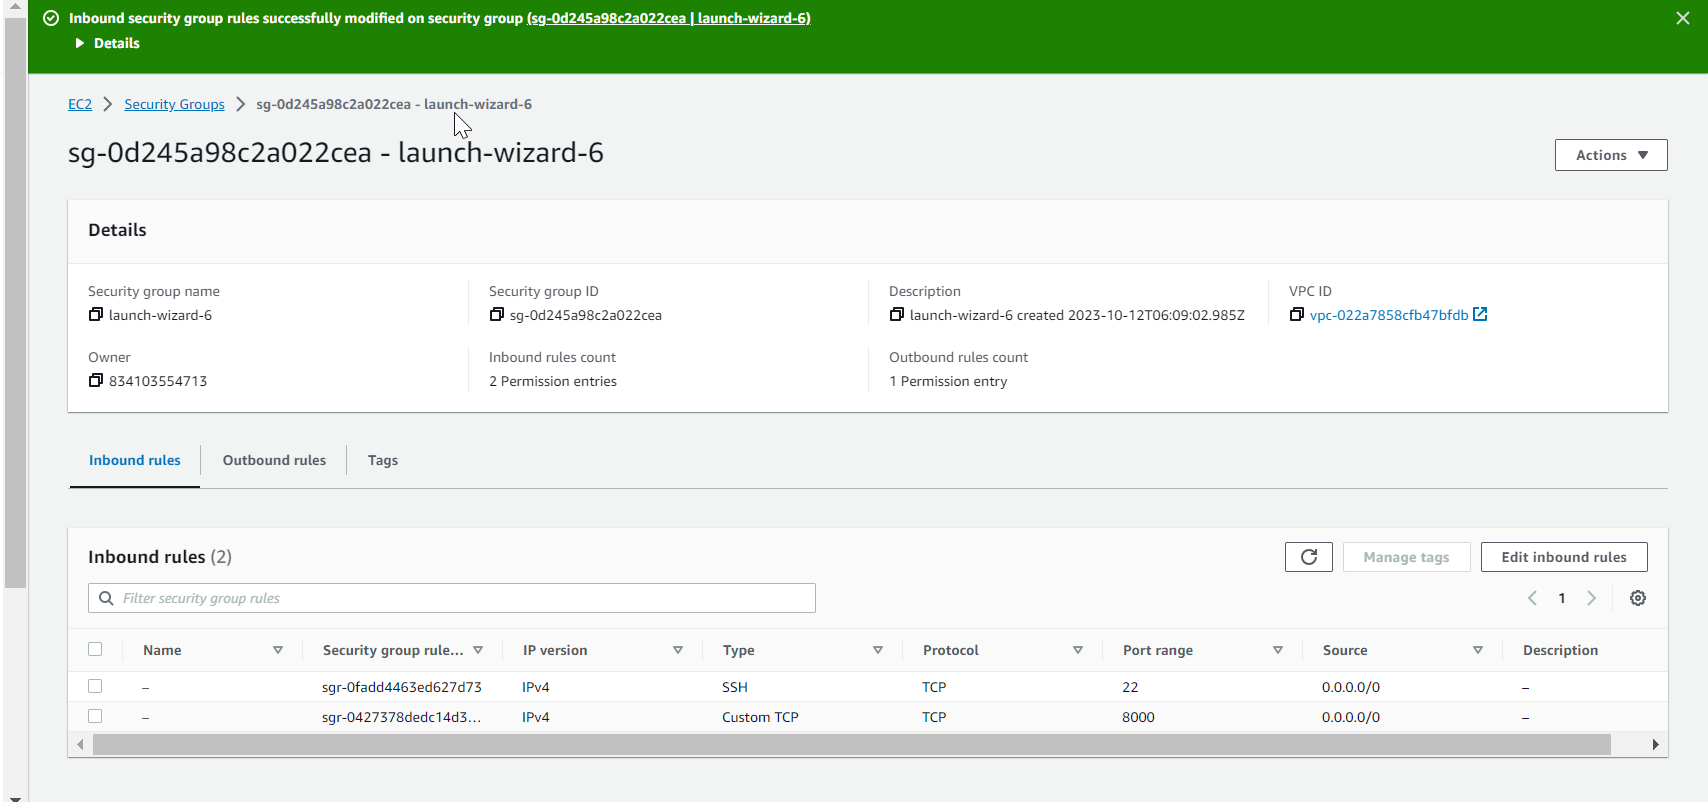 Inbound security group rules successfully modified on security group (sg-0d245a98c2a022cea | launch-wizard-6)
Details
EC2 Security Groups sg-0d245a98c2a022cea - launch-wizard-6
sg-0d245a98c2a022cea - launch-wizard-6
Actions
Details
Security group name Security group ID Description VPC ID
launch-wizard-6 sg-0d245a98c2a022cea launch-wizard-6 created 2023-10-12T06:09:02.985Z vpc-022a7858cfb47bfdb
Owner Inbound rules count Outbound rules count
834103554713 2 Permission entries 1 Permission entry
Inbound rules Outbound rules Tags
Inbound rules (2) Manage tags Edit inbound rules
Filter security group rules 1
Name Security group rule... IP version Type Protocol Port range Source Description
– sgr-0fadd4463ed627d73 IPv4 SSH TCP 22 0.0.0.0/0 –
– sgr-0427378dedc14d3... IPv4 Custom TCP TCP 8000 0.0.0.0/0 –